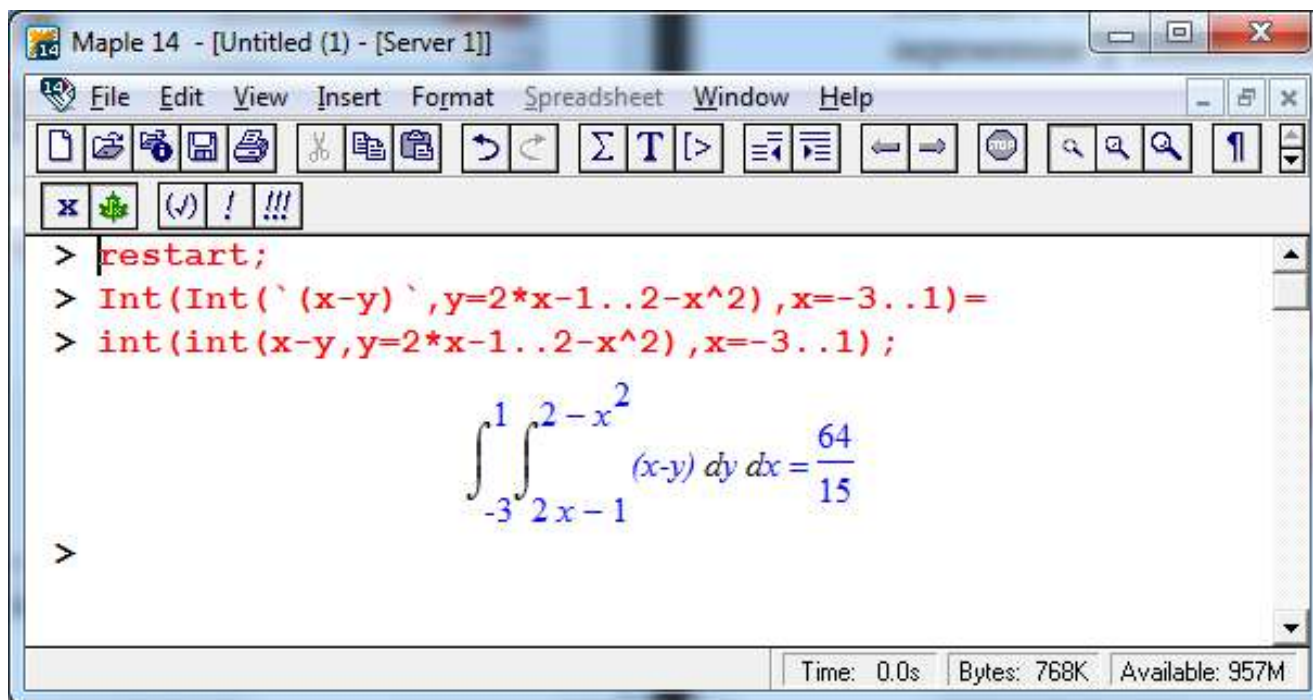 Maple 14 - [Untitled (1) - [Server 1]]
File Edit View Insert Format Spreadsheet Window Help
> restart;
> Int(Int(`(x-y)`,y=2*x-1..2-x^2),x=-3..1)=
> int(int(x-y,y=2*x-1..2-x^2),x=-3..1);
∫_{-3}^{1} ∫_{2x-1}^{2-x^2} (x-y) dy dx = 64/15
>
Time: 0.0s Bytes: 768K Available: 957M